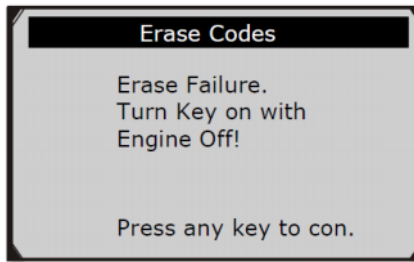 Erase Codes
Erase Failure.
Turn Key on with
Engine Off!
Press any key to con.